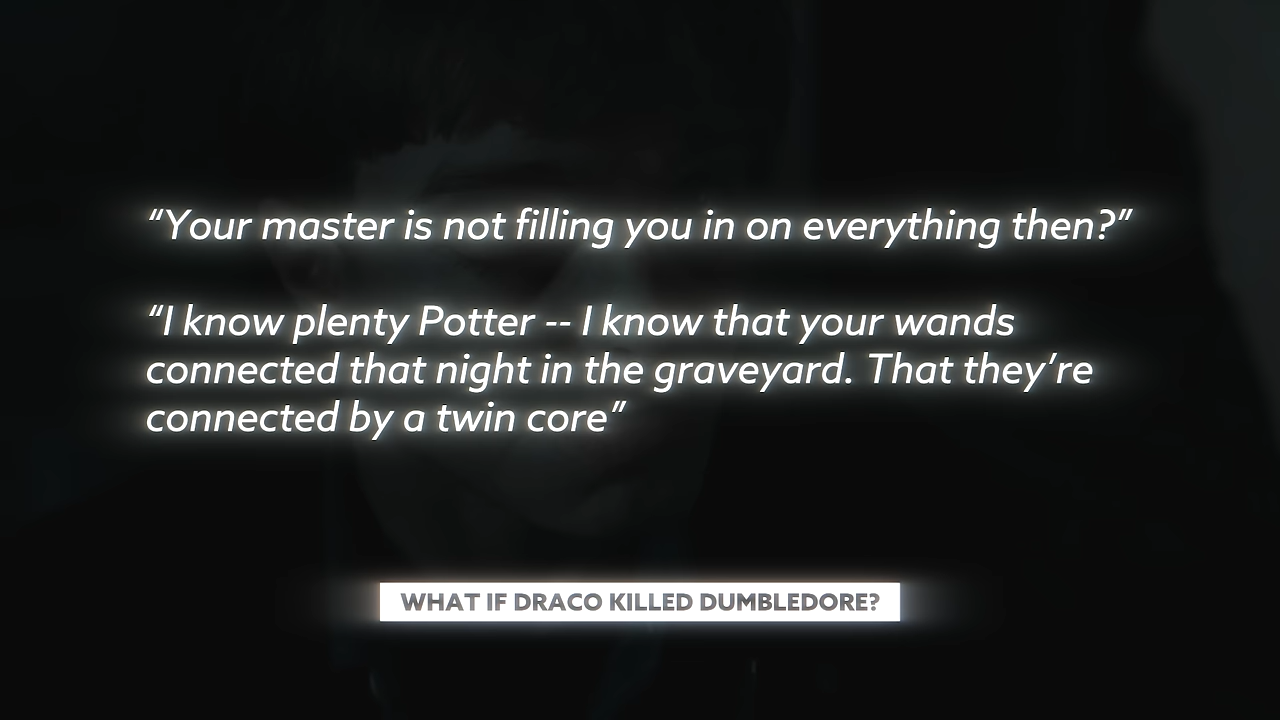 “Your master is not filling you in on everything then?”
“I know plenty Potter -- I know that your wands
connected that night in the graveyard. That they’re
connected by a twin core”
WHAT IF DRACO KILLED DUMBLEDORE?